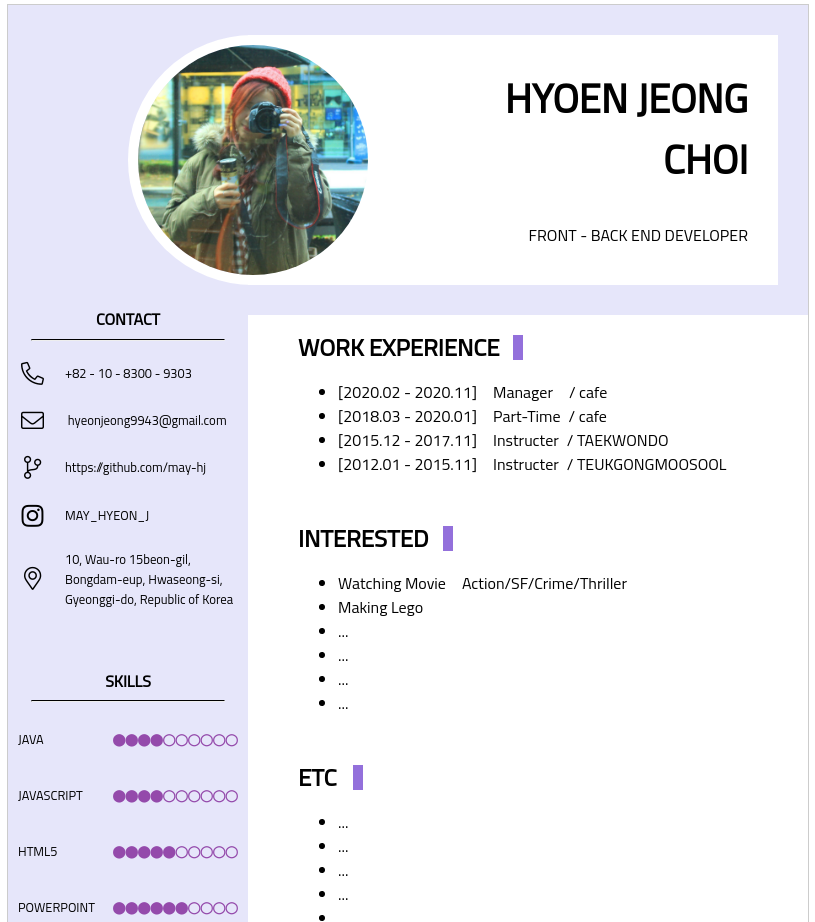 HYOEN JEONG
CHOI
FRONT - BACK END DEVELOPER
CONTACT
+82 - 10 - 8300 - 9303
hyeonjeong9943@gmail.com
https://github.com/may-hj
MAY_HYEON_J
10, Wau-ro 15beon-gil,
Bongdam-eup, Hwaseong-si,
Gyeonggi-do, Republic of Korea
SKILLS
JAVA
JAVASCRIPT
HTML5
POWERPOINT
WORK EXPERIENCE
[2020.02 - 2020.11] Manager / cafe
[2018.03 - 2020.01] Part-Time / cafe
[2015.12 - 2017.11] Instructer / TAEKWONDO
[2012.01 - 2015.11] Instructer / TEUKGONGMOOSOOL
INTERESTED
Watching Movie Action/SF/Crime/Thriller
Making Lego
...
...
...
...
ETC
...
...
...
...